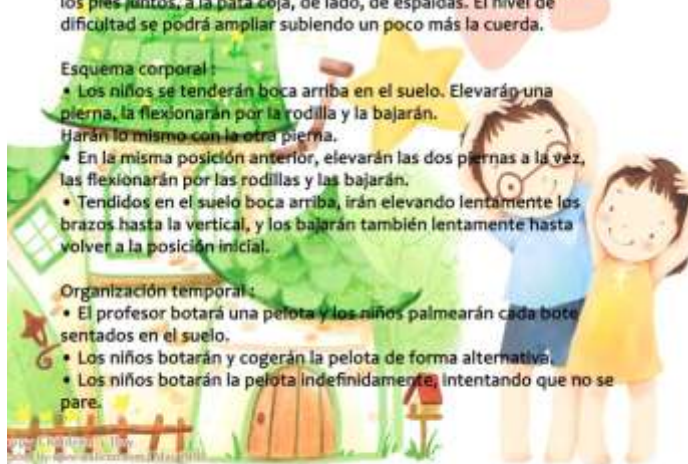 los pies juntos, a la pata coja, de lado, de espaldas. El nivel de
dificultad se podrá ampliar subiendo un poco más la cuerda.
Esquema corporal :
• Los niños se tenderán boca arriba en el suelo. Elevarán una
pierna, la flexionarán por la rodilla y la bajarán.
Harán lo mismo con la otra pierna.
• En la misma posición anterior, elevarán las dos piernas a la vez,
las flexionarán por las rodillas y las bajarán.
• Tendidos en el suelo boca arriba, irán elevando lentamente los
brazos hasta la vertical, y los bajarán también lentamente hasta
volver a la posición inicial.
Organización temporal :
• El profesor botará una pelota y los niños palmearán cada bote
sentados en el suelo.
• Los niños botarán y cogerán la pelota de forma alternativa.
• Los niños botarán la pelota indefinidamente, intentando que no se
pare.